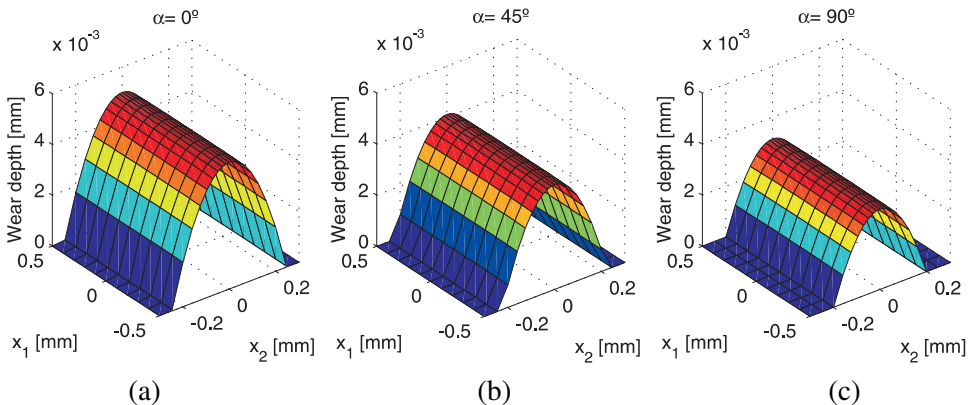 α= 0º
x 10⁻³
Wear depth [mm]
6
4
2
0
0.5
0
-0.5
x₁ [mm]
-0.2
0
0.2
x₂ [mm]
(a)
α= 45º
x 10⁻³
Wear depth [mm]
6
4
2
0
0.5
0
-0.5
x₁ [mm]
-0.2
0
0.2
x₂ [mm]
(b)
α= 90º
x 10⁻³
Wear depth [mm]
6
4
2
0
0.5
0
-0.5
x₁ [mm]
-0.2
0
0.2
x₂ [mm]
(c)